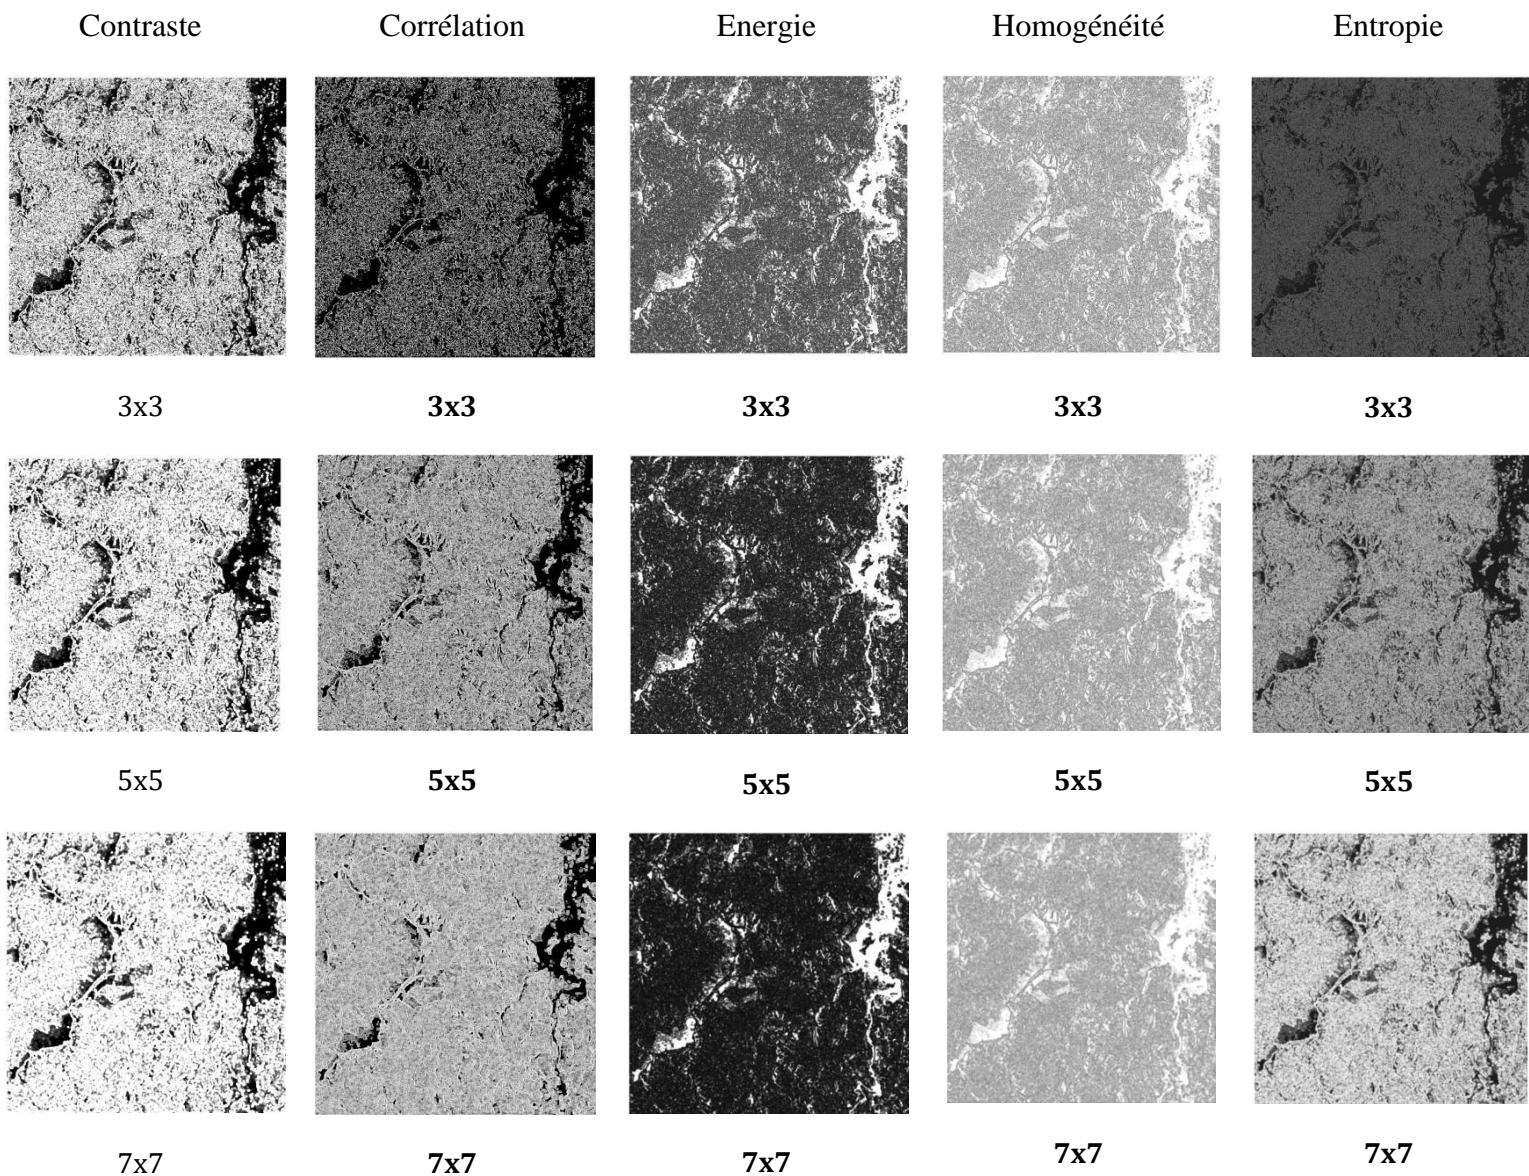 Contraste Corrélation Energie Homogénéité Entropie
3x3 3x3 3x3 3x3 3x3
5x5 5x5 5x5 5x5 5x5
7x7 7x7 7x7 7x7 7x7